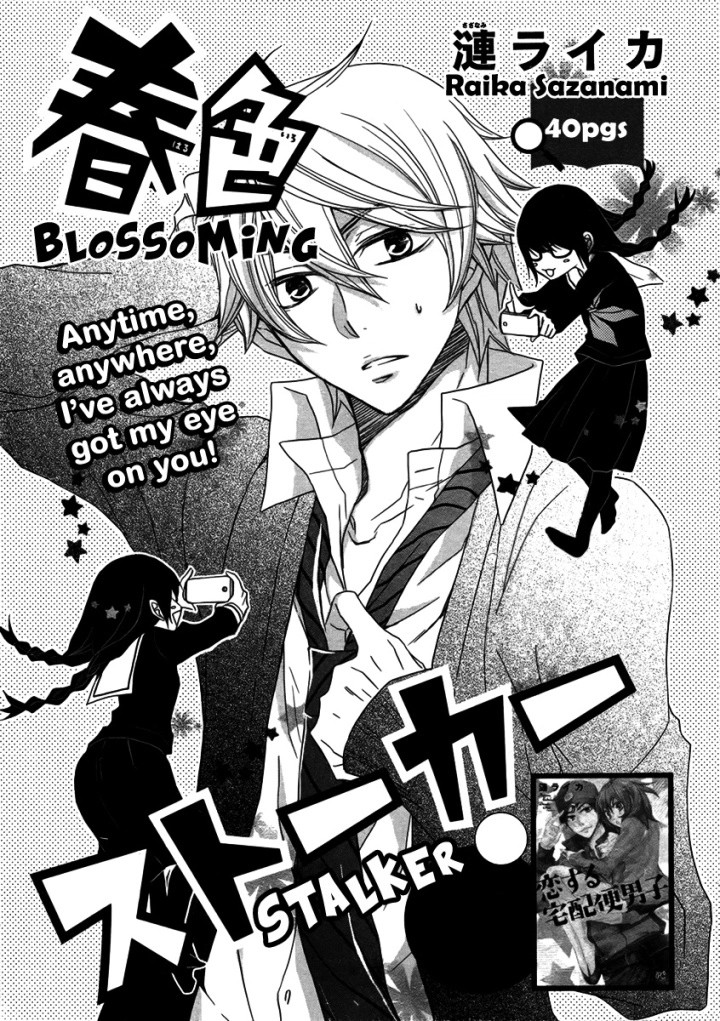 春色
はる
いろ
BLOSSOMING
さざなみ
漣ライカ
Raika Sazanami
40pgs
Anytime,
anywhere,
I've always
got my eye
on you!
ストーカー
STALKER
恋する
宅配便男子